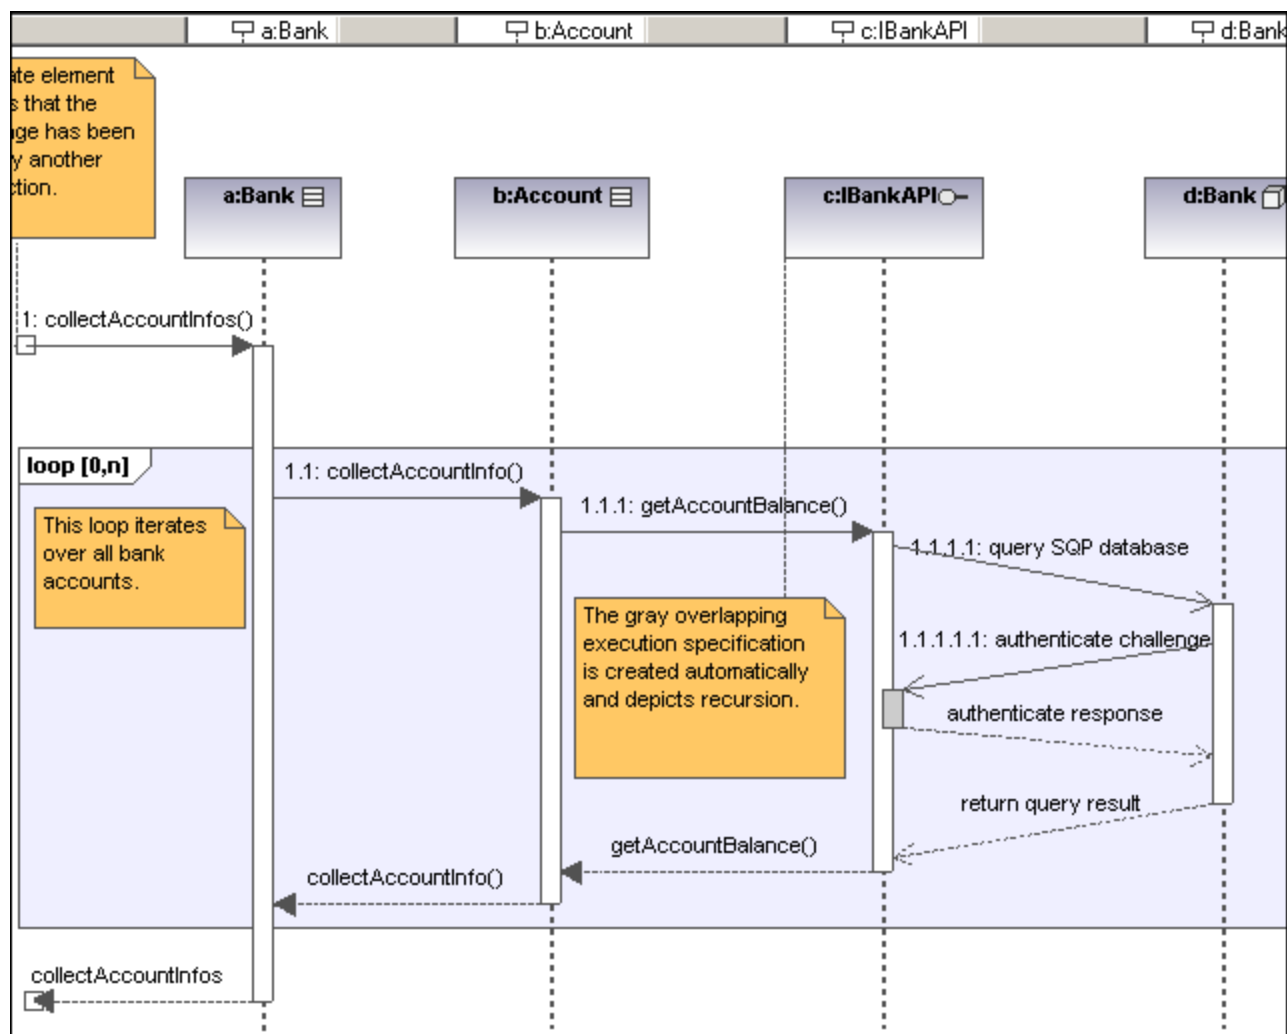 a:Bank
b:Account
c:IBankAPI
d:Bank
ate element
s that the
ge has been
y another
ction.
a:Bank
b:Account
c:IBankAPI
d:Bank
1: collectAccountInfos()
loop [0,n]
1.1: collectAccountInfo()
This loop iterates
over all bank
accounts.
1.1.1: getAccountBalance()
1.1.1.1: query SQP database
The gray overlapping
execution specification
is created automatically
and depicts recursion.
1.1.1.1.1: authenticate challenge
authenticate response
return query result
getAccountBalance()
collectAccountInfo()
collectAccountInfos